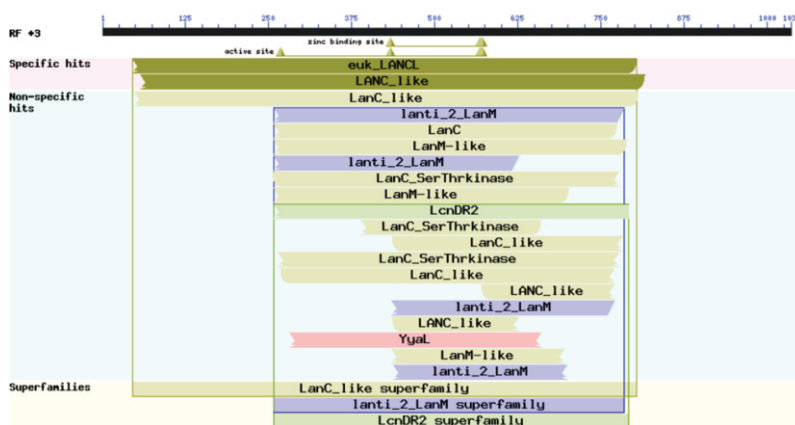 1 125 250 375 500 625 750 875 1000
RF +3
zinc binding site
active site
Specific hits
euk_LANCL
LANC_like
Non-specific
hits
LanC_like
lanti_2_LanM
LanC
LanM-like
lanti_2_LanM
LanC_SerThrkinase
LanM-like
LcnDR2
LanC_SerThrkinase
LanC_like
LanC_SerThrkinase
LanC_like
LANC_like
lanti_2_LanM
LANC_like
YyaL
LanM-like
lanti_2_LanM
Superfamilies
LanC_like superfamily
lanti_2_LanM superfamily
LcnDR2 superfamily